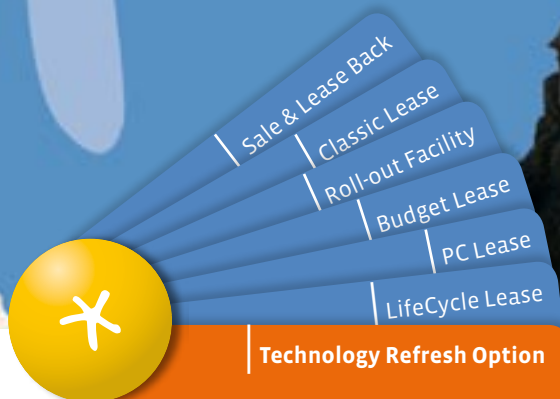 Sale & Lease Back
Classic Lease
Roll-out Facility
Budget Lease
PC Lease
LifeCycle Lease
Technology Refresh Option